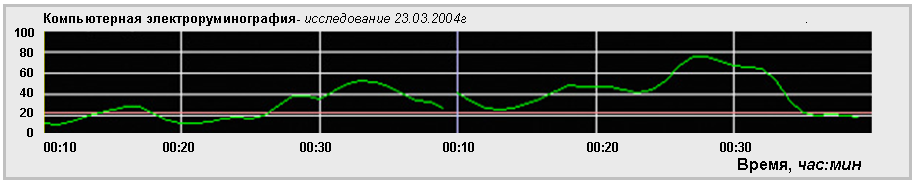 Компьютерная электроруминография- исследование 23.03.2004г
100
80
60
40
20
0
00:10 00:20 00:30 00:10 00:20 00:30
Время, час:мин